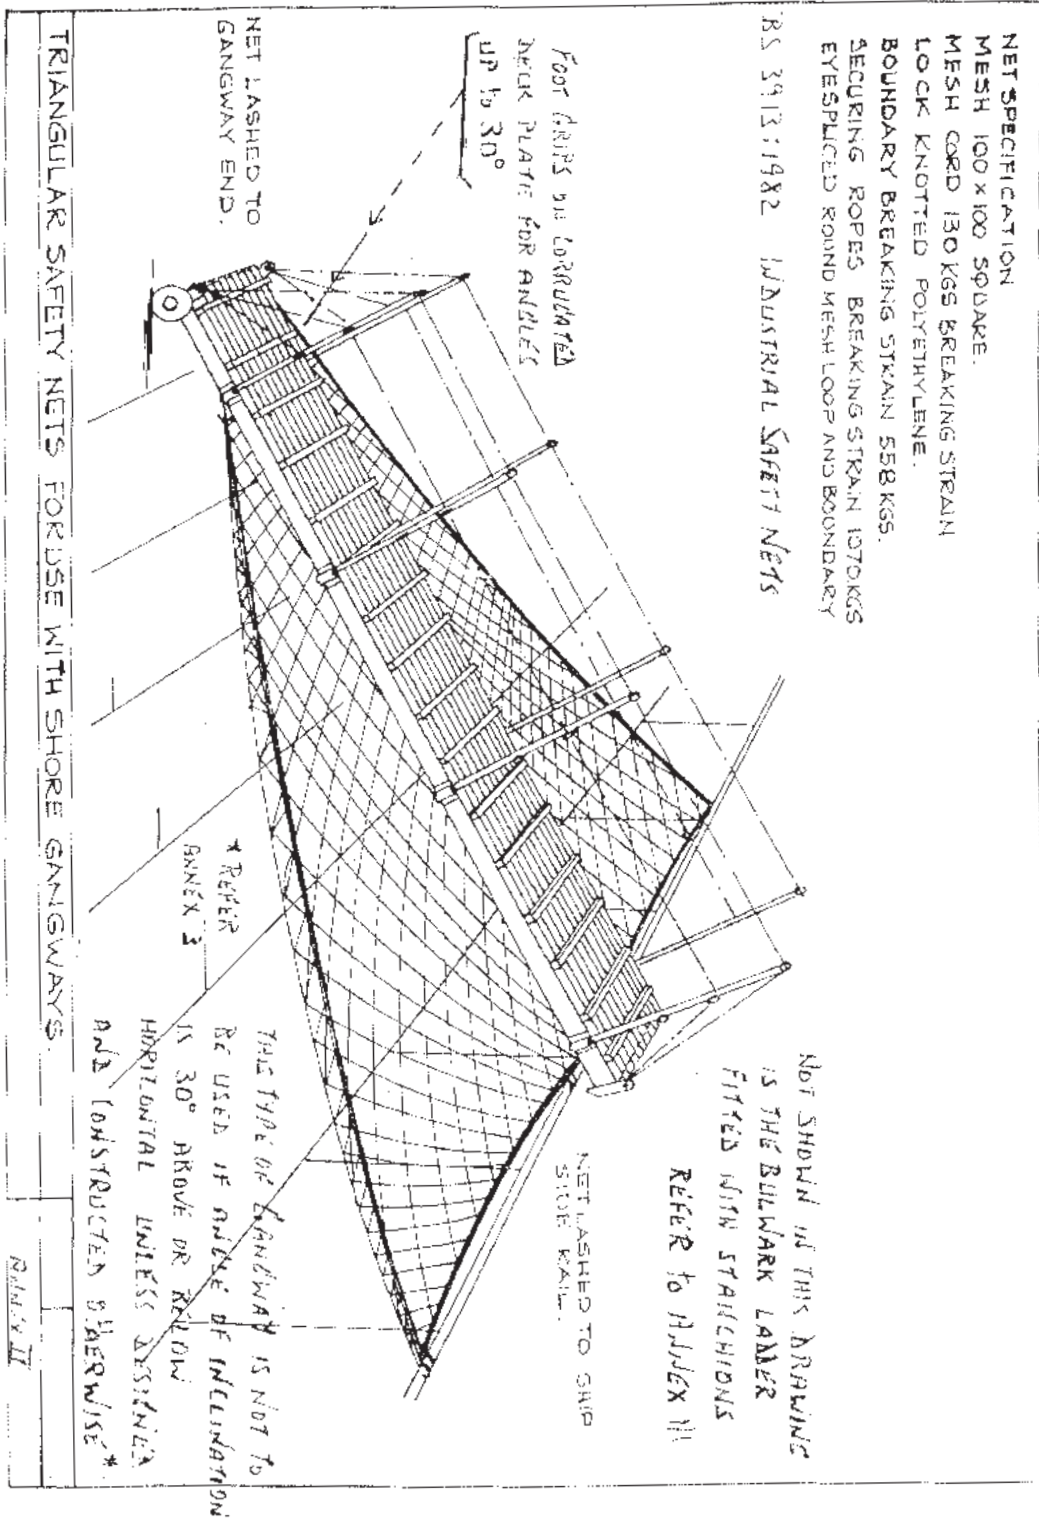 NET SPECIFICATION
MESH 100 x 100 SQUARE.
MESH CORD 130 KGS BREAKING STRAIN
LOCK KNOTTED POLYETHYLENE.
BOUNDARY BREAKING STRAIN 558 KGS.
SECURING ROPES BREAKING STRAIN 1070 KGS
EYESPLICED ROUND MESH LOOP AND BOUNDARY
BS 3913:1982 INDUSTRIAL SAFETY NETS
FOOT GRIPS ON CORRUGATED
DECK PLATE FOR ANGLES
UP to 30°
NET LASHED TO
GANGWAY END.
NOT SHOWN IN THIS DRAWING
IS THE BULWARK LADDER
FITTED WITH STANCHIONS
REFER to ANNEX III
NET LASHED TO SHIP
SIDE RAIL.
* REFER
ANNEX
THIS TYPE OF GANGWAY IS NOT TO
BE USED IF ANGLE OF INCLINATION
IS 30° ABOVE OR BELOW
HORIZONTAL UNLESS DESIGNED
AND CONSTRUCTED OTHERWISE*
TRIANGULAR SAFETY NETS FOR USE WITH SHORE GANGWAYS.
ANNEX II